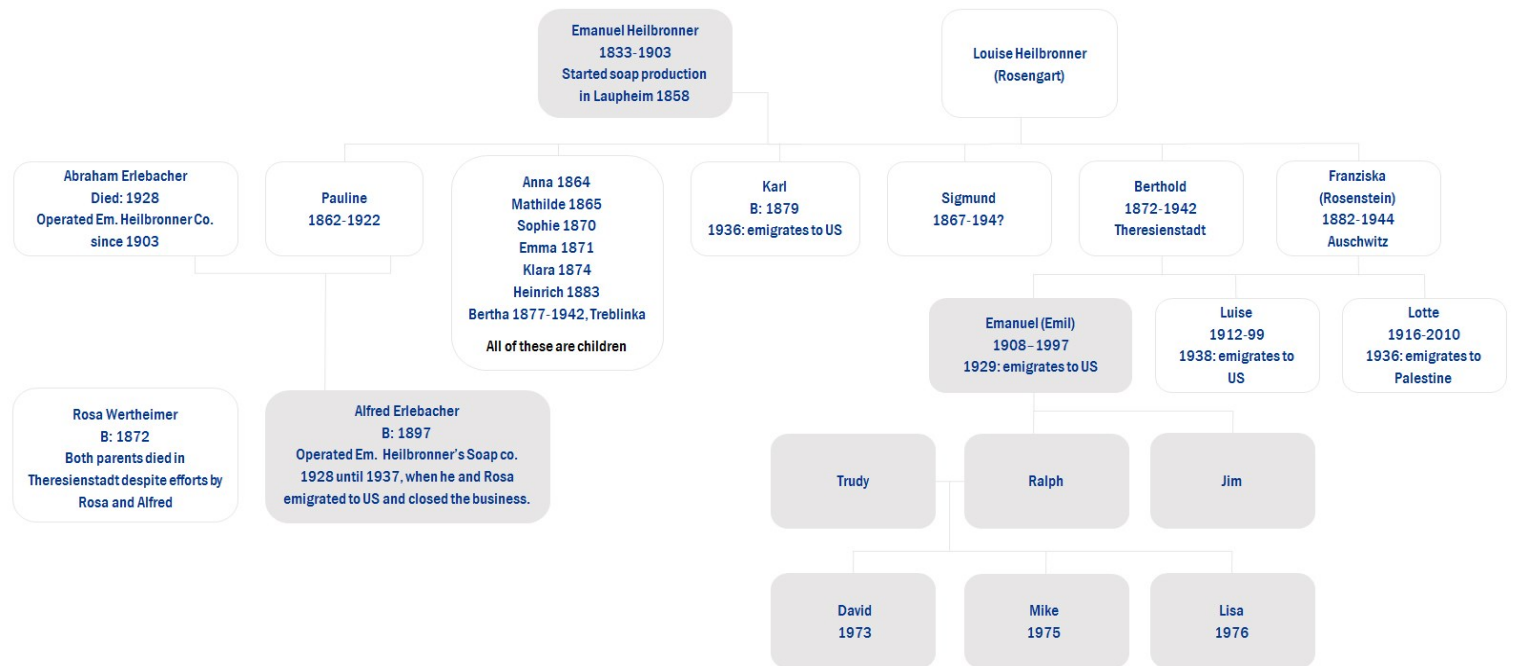 Emanuel Heilbronner
1833-1903
Started soap production
in Laupheim 1858
Louise Heilbronner
(Rosengart)
Abraham Erlebacher
Died: 1928
Operated Em. Heilbronner Co.
since 1903
Pauline
1862-1922
Anna 1864
Mathilde 1865
Sophie 1870
Emma 1871
Klara 1874
Heinrich 1883
Bertha 1877-1942, Treblinka
All of these are children
Karl
B: 1879
1936: emigrates to US
Sigmund
1867-194?
Berthold
1872-1942
Theresienstadt
Franziska
(Rosenstein)
1882-1944
Auschwitz
Emanuel (Emil)
1908–1997
1929: emigrates to US
Luise
1912-99
1938: emigrates to
US
Lotte
1916-2010
1936: emigrates to
Palestine
Rosa Wertheimer
B: 1872
Both parents died in
Theresienstadt despite efforts by
Rosa and Alfred
Alfred Erlebacher
B: 1897
Operated Em. Heilbronner's Soap co.
1928 until 1937, when he and Rosa
emigrated to US and closed the business.
Trudy
Ralph
Jim
David
1973
Mike
1975
Lisa
1976